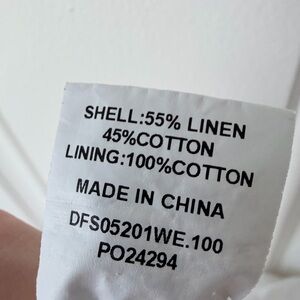 SHELL:55% LINEN
45%COTTON
LINING:100%COTTON
MADE IN CHINA
DFS05201WE.100
PO24294